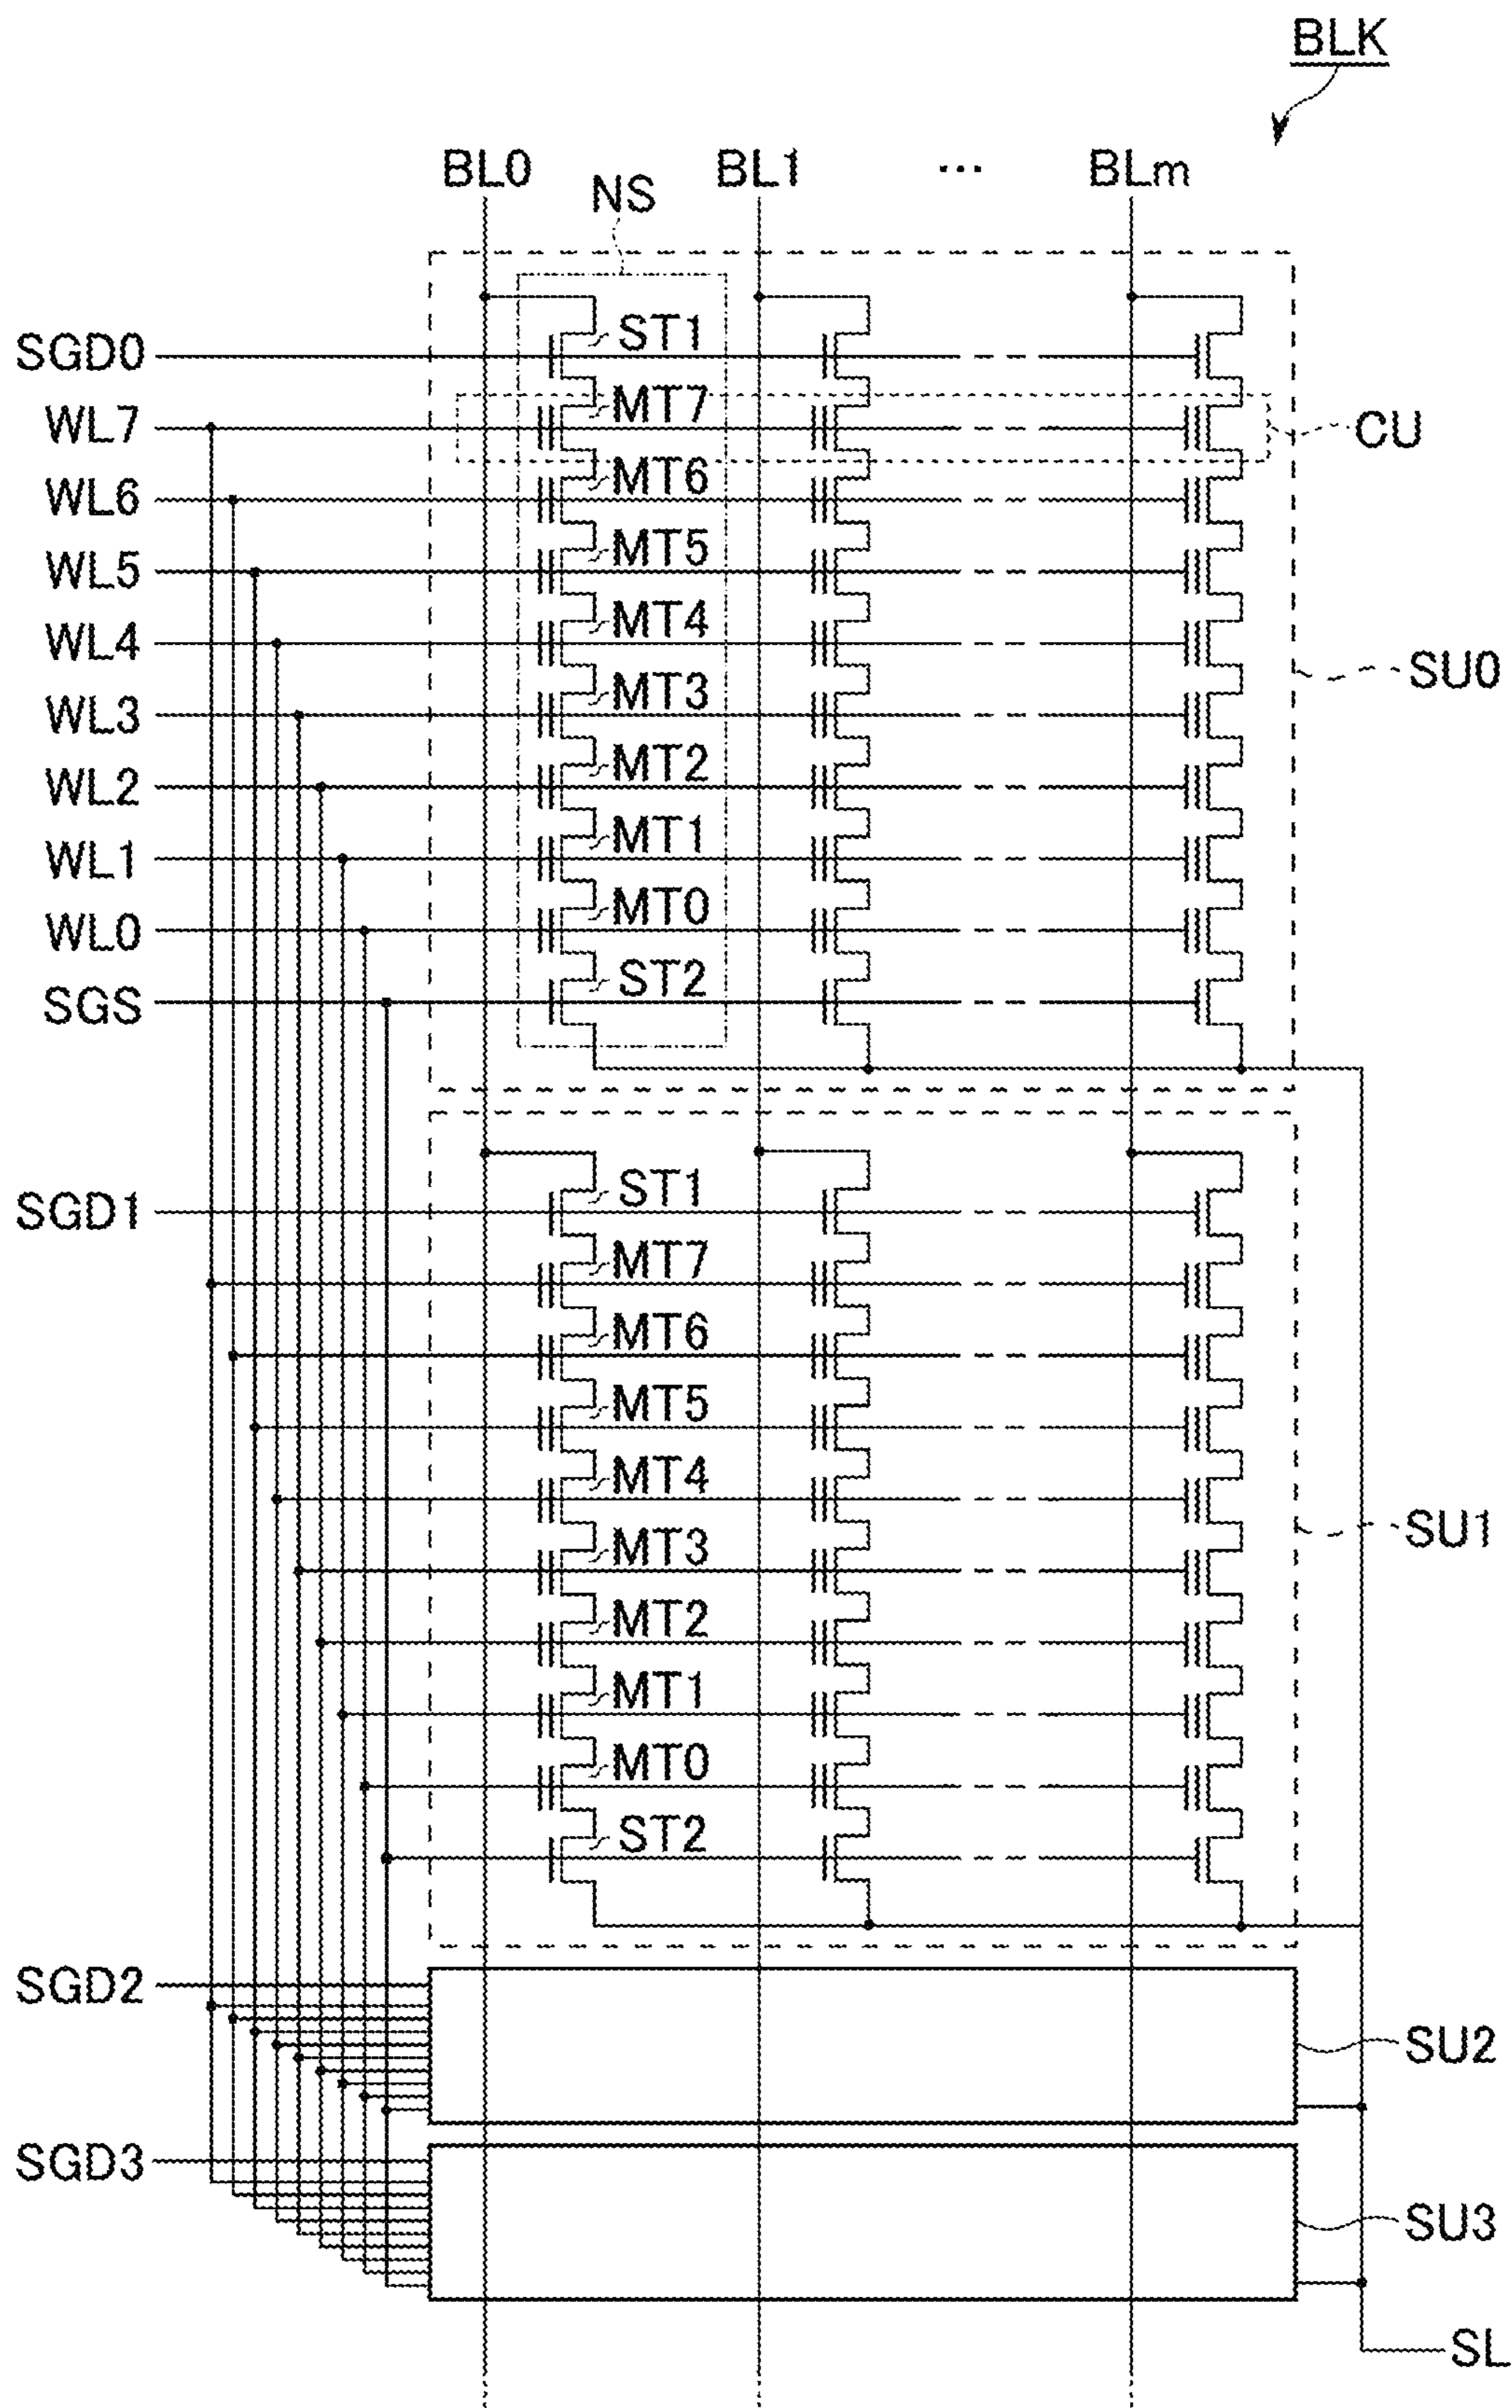 BLK
BL0 BL1 ... BLm
NS
SGD0 ST1
WL7 MT7 CU
WL6 MT6
WL5 MT5
WL4 MT4 SU0
WL3 MT3
WL2 MT2
WL1 MT1
WL0 MT0
SGS ST2
SGD1 ST1
MT7
MT6
MT5
MT4
SU1
MT3
MT2
MT1
MT0
ST2
SGD2
SU2
SGD3
SU3
SL